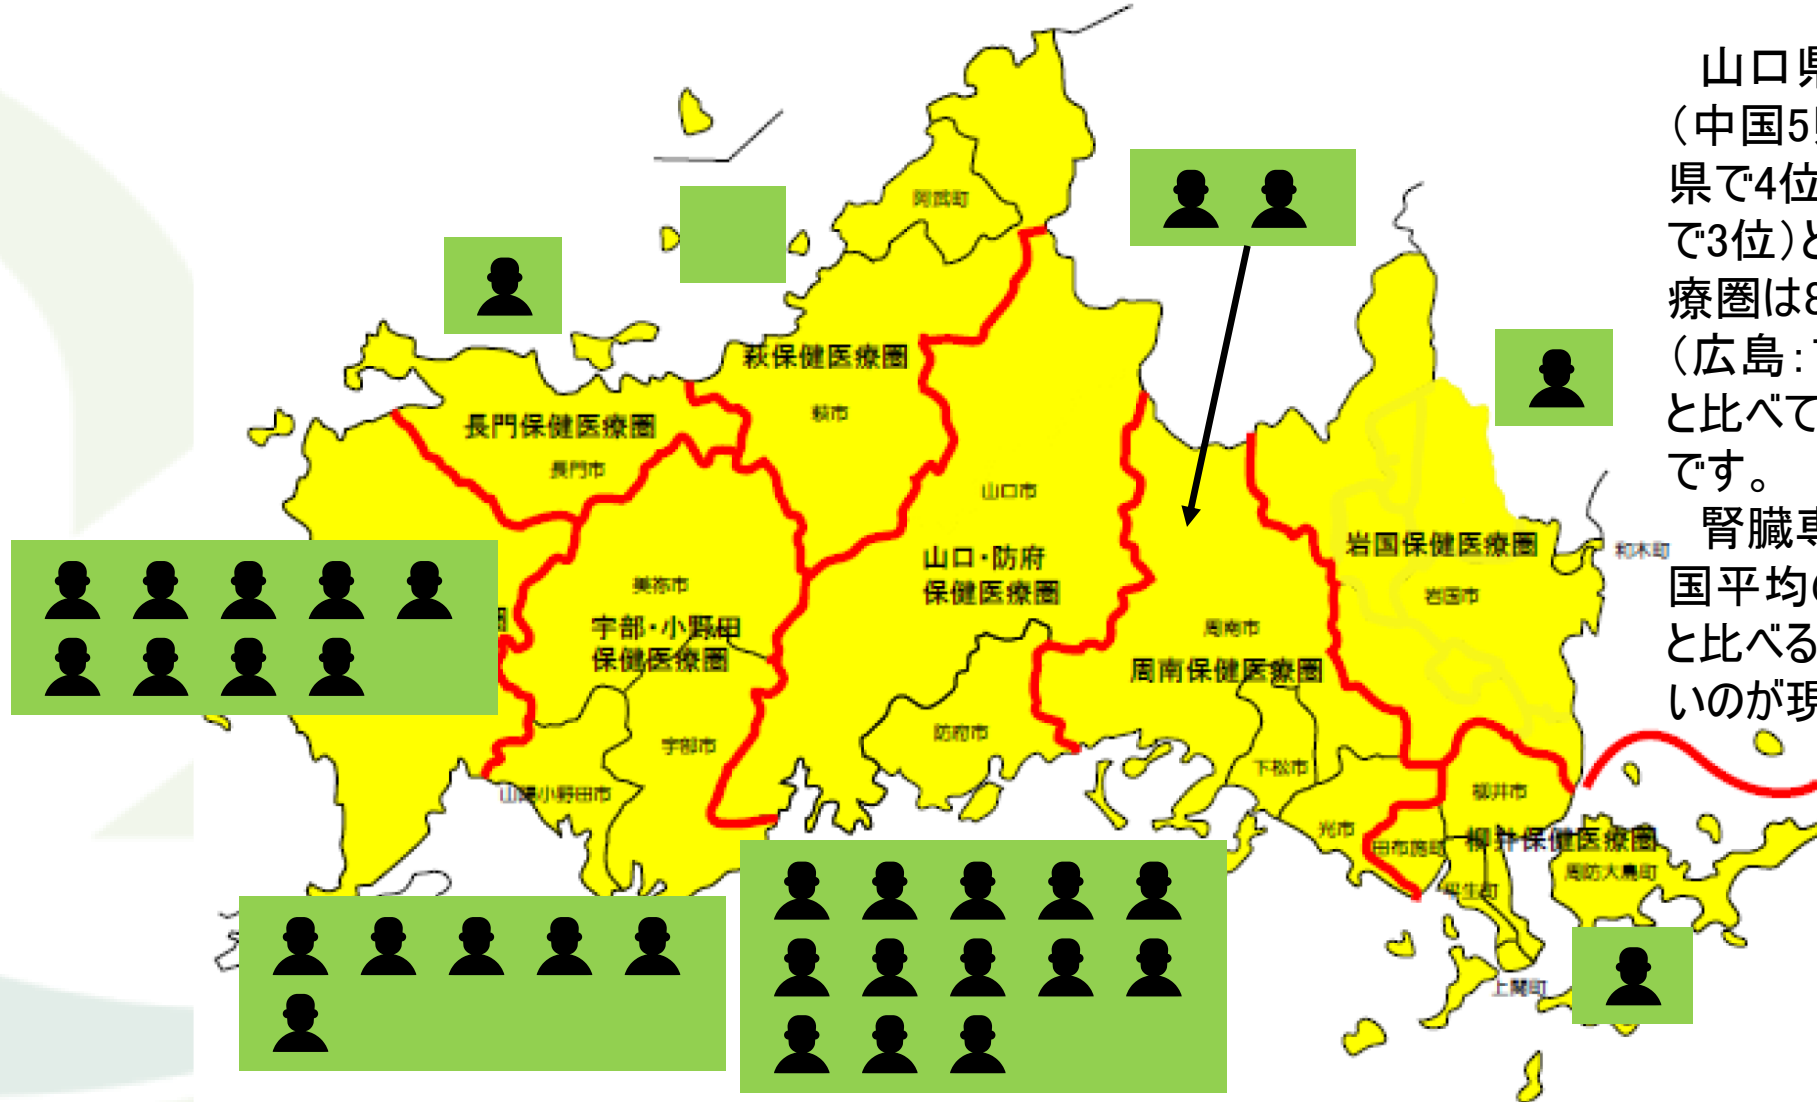 阿武町
萩保健医療圏
萩市
長門保健医療圏
長門市
山口市
山口・防府
保健医療圏
防府市
美祢市
宇部・小野田
保健医療圏
宇部市
山陽小野田市
圏
周南市
周南保健医療圏
下松市
光市
岩国保健医療圏
岩国市
和木町
柳井市
柳井保健医療圏
田布施町
平生町
周防大島町
上関町
山口県
（中国5
県で4位
で3位）と
療圏は8
（広島：7
と比べて
です。
腎臓専
国平均の
と比べる
いのが現